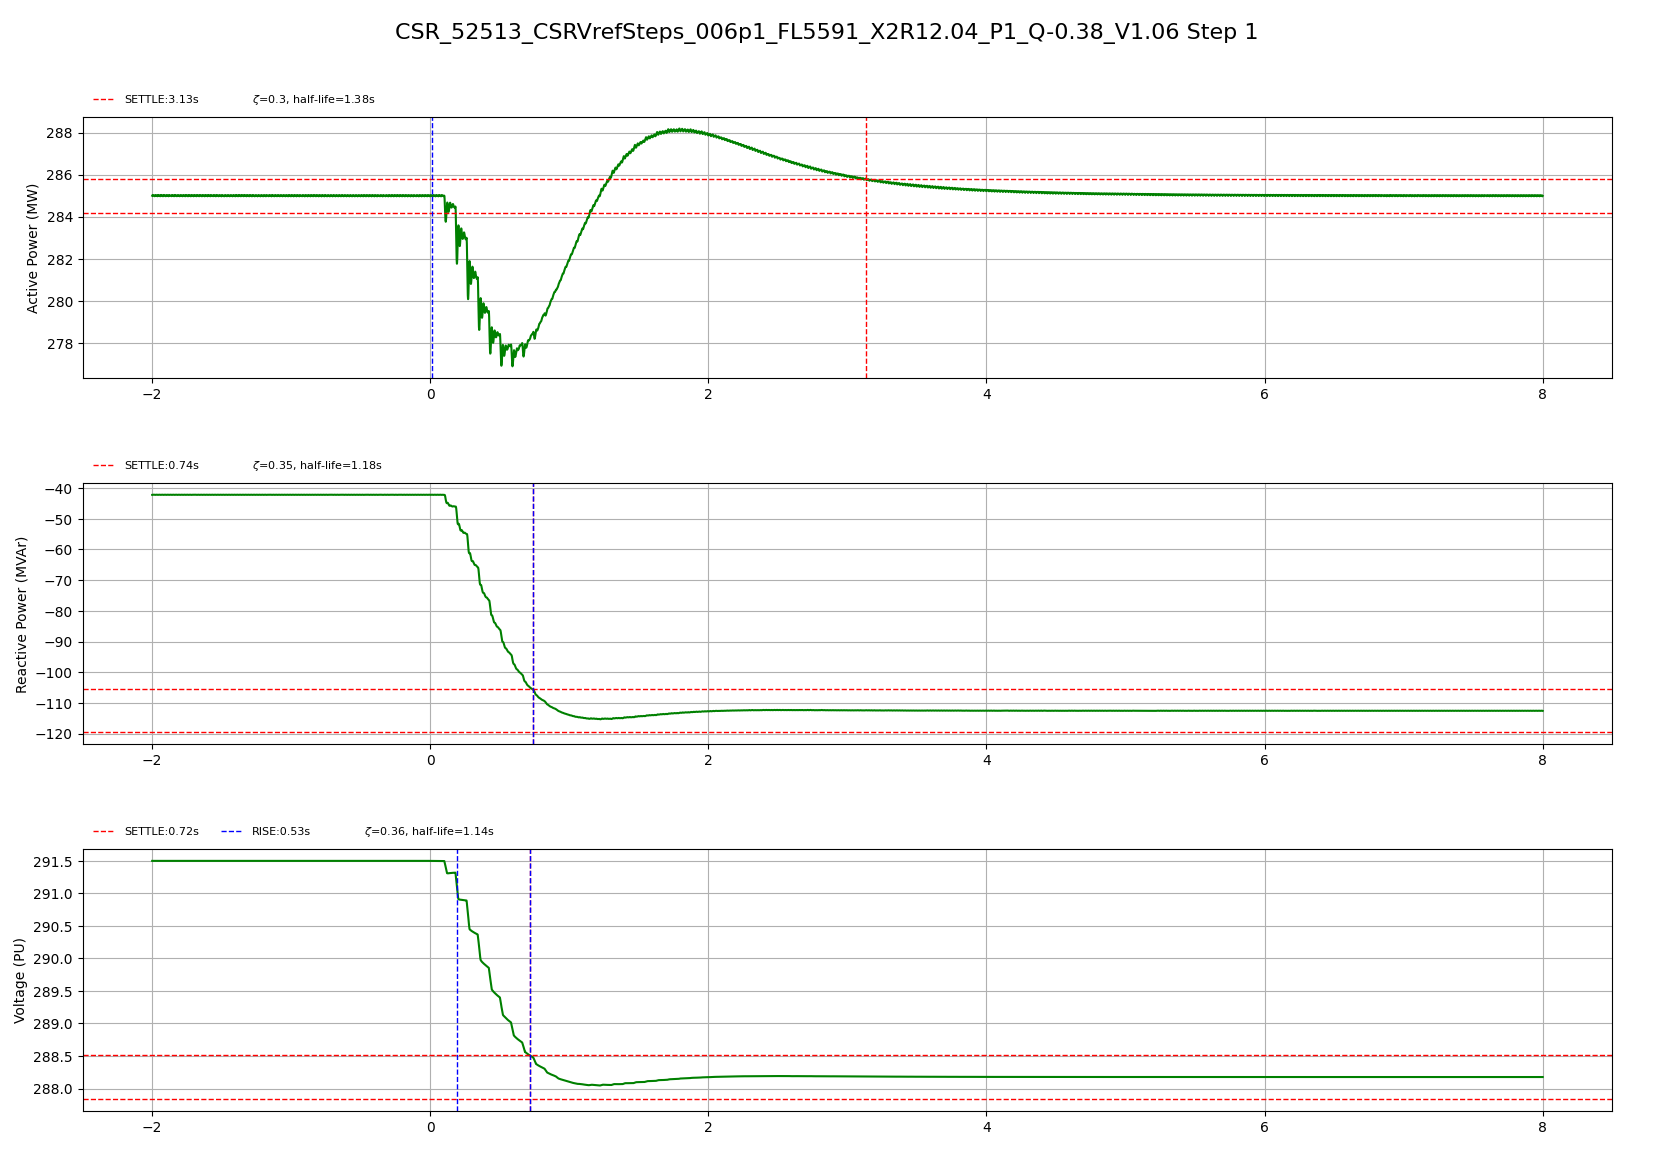 CSR_52513_CSRVrefSteps_006p1_FL5591_X2R12.04_P1_Q-0.38_V1.06 Step 1
SETTLE:3.13s ζ=0.3, half-life=1.38s
Active Power (MW)
288
286
284
282
280
278
−2 0 2 4 6 8
SETTLE:0.74s ζ=0.35, half-life=1.18s
Reactive Power (MVAr)
−40
−50
−60
−70
−80
−90
−100
−110
−120
−2 0 2 4 6 8
SETTLE:0.72s RISE:0.53s ζ=0.36, half-life=1.14s
Voltage (PU)
291.5
291.0
290.5
290.0
289.5
289.0
288.5
288.0
−2 0 2 4 6 8